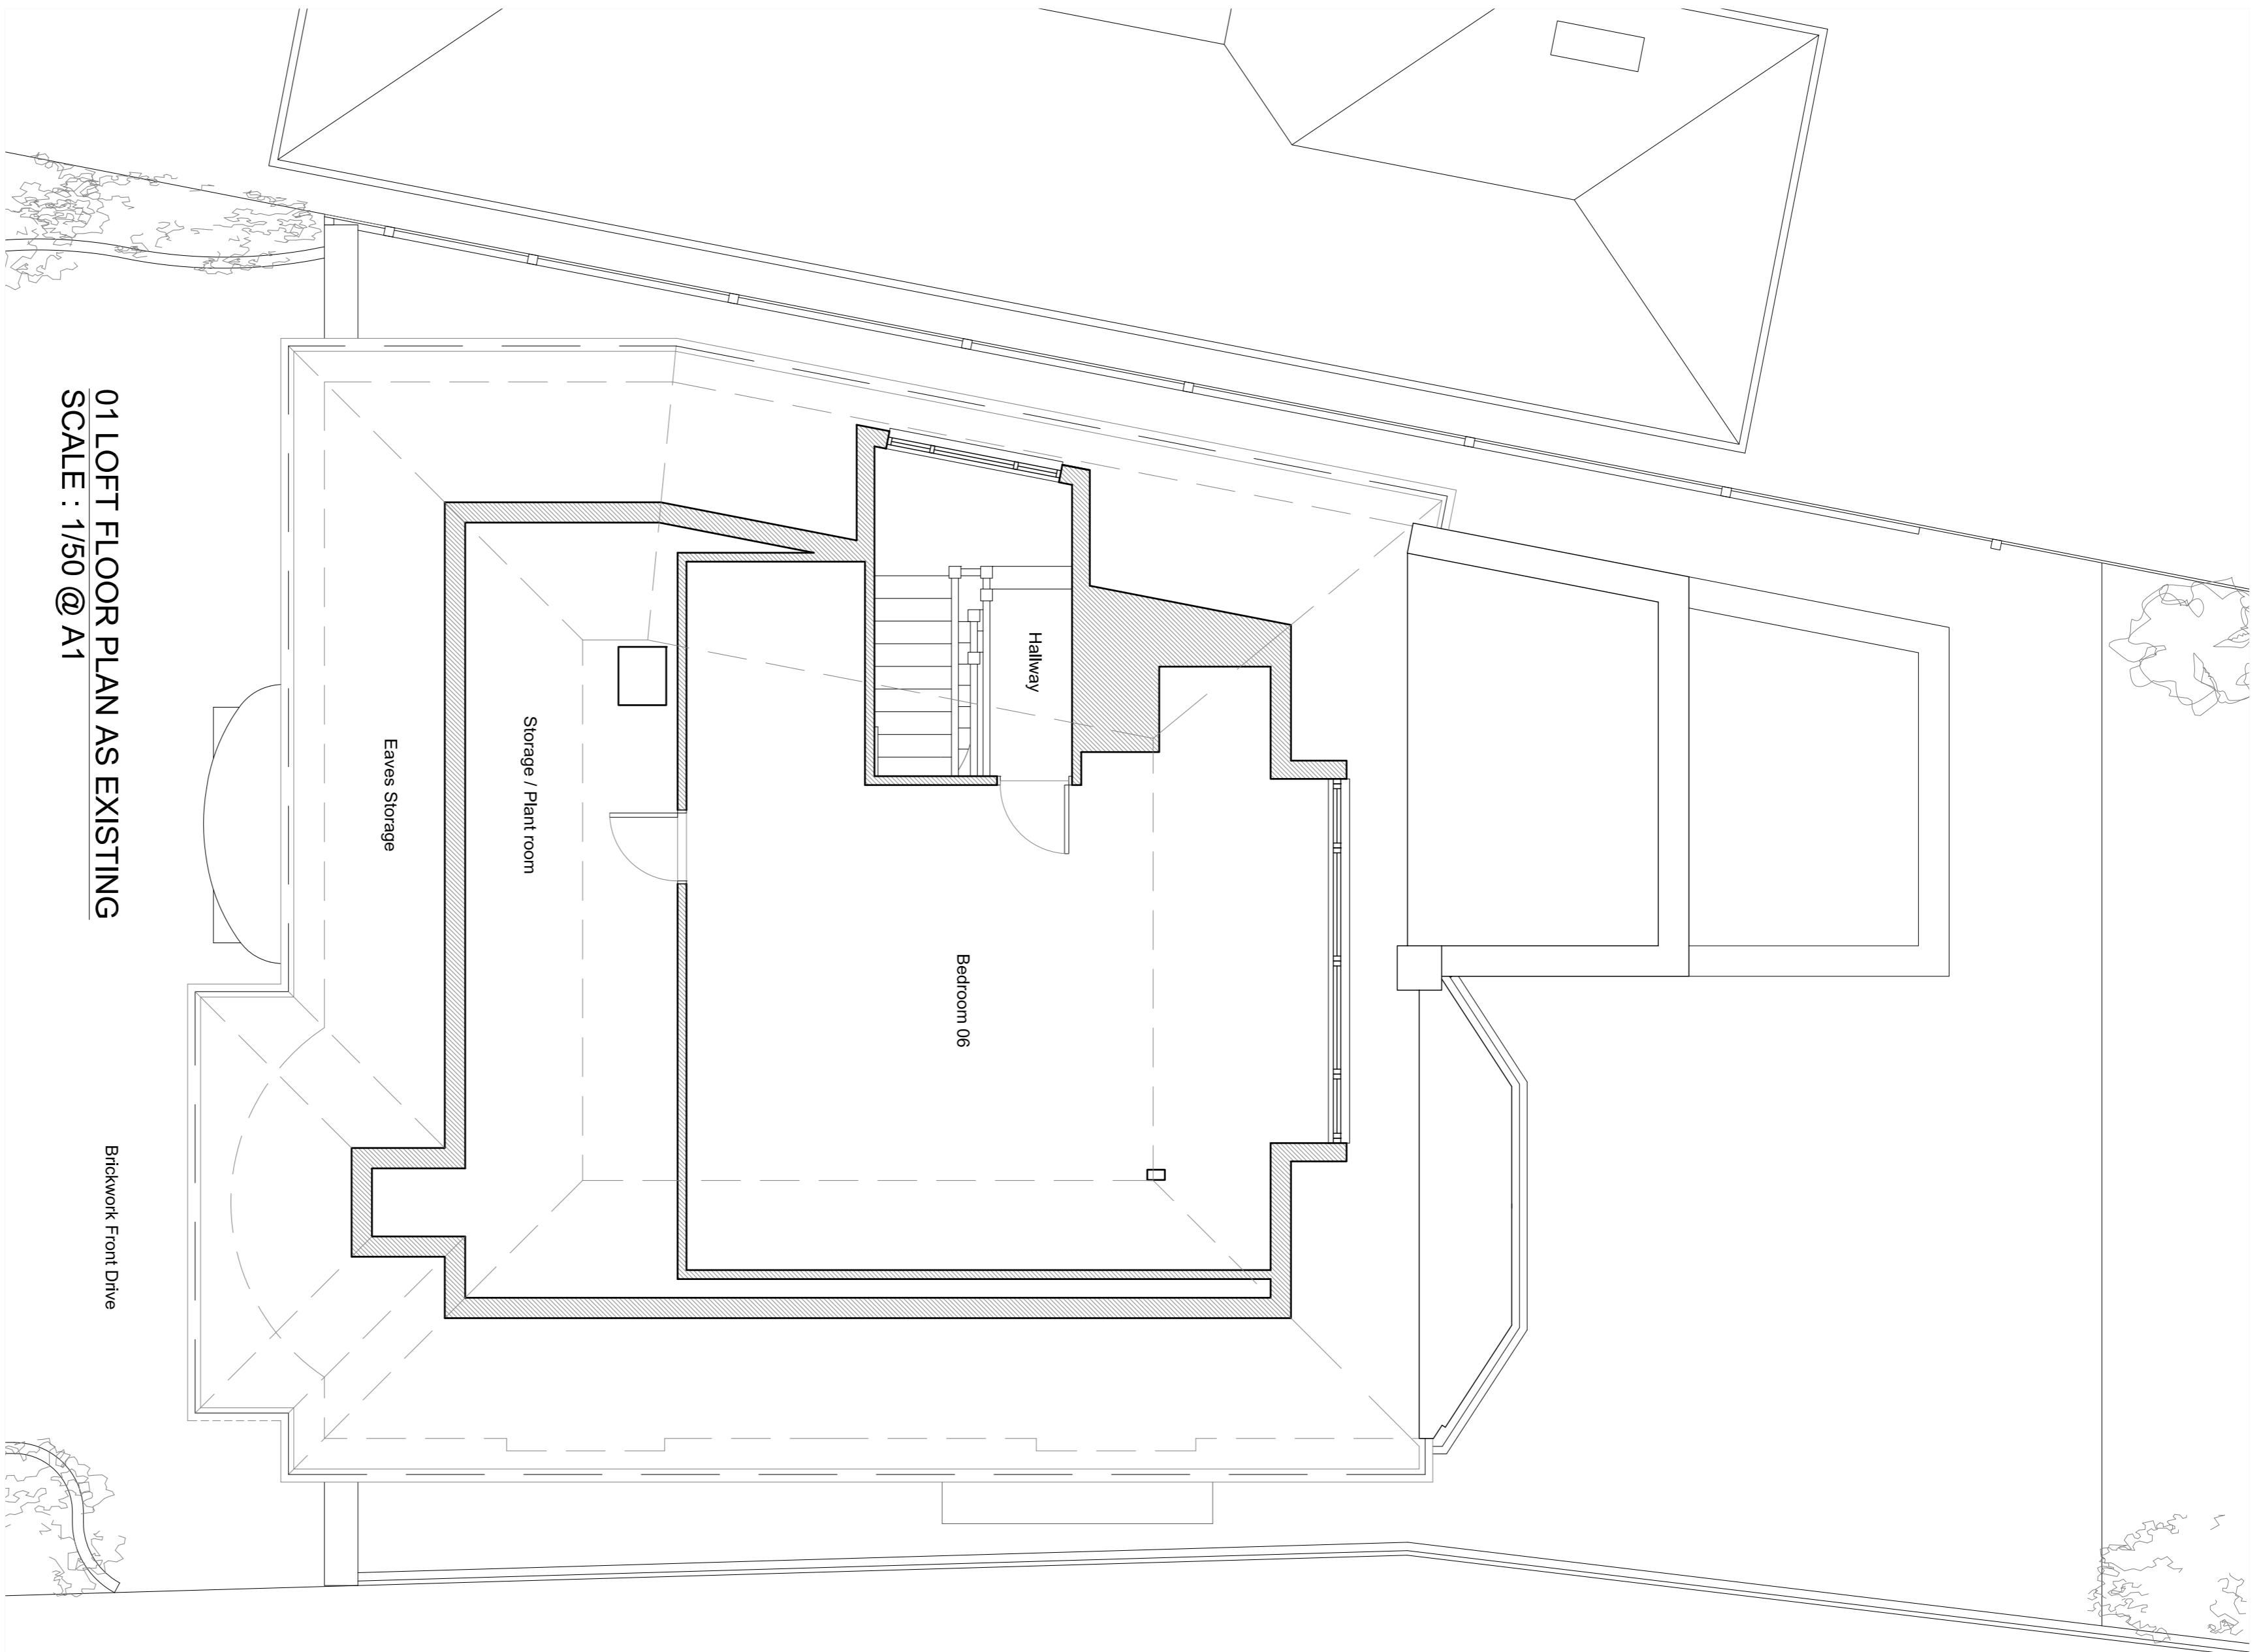 Hallway
Bedroom 06
Storage / Plant room
Eaves Storage
Brickwork Front Drive
01 LOFT FLOOR PLAN AS EXISTING
SCALE : 1/50 @ A1